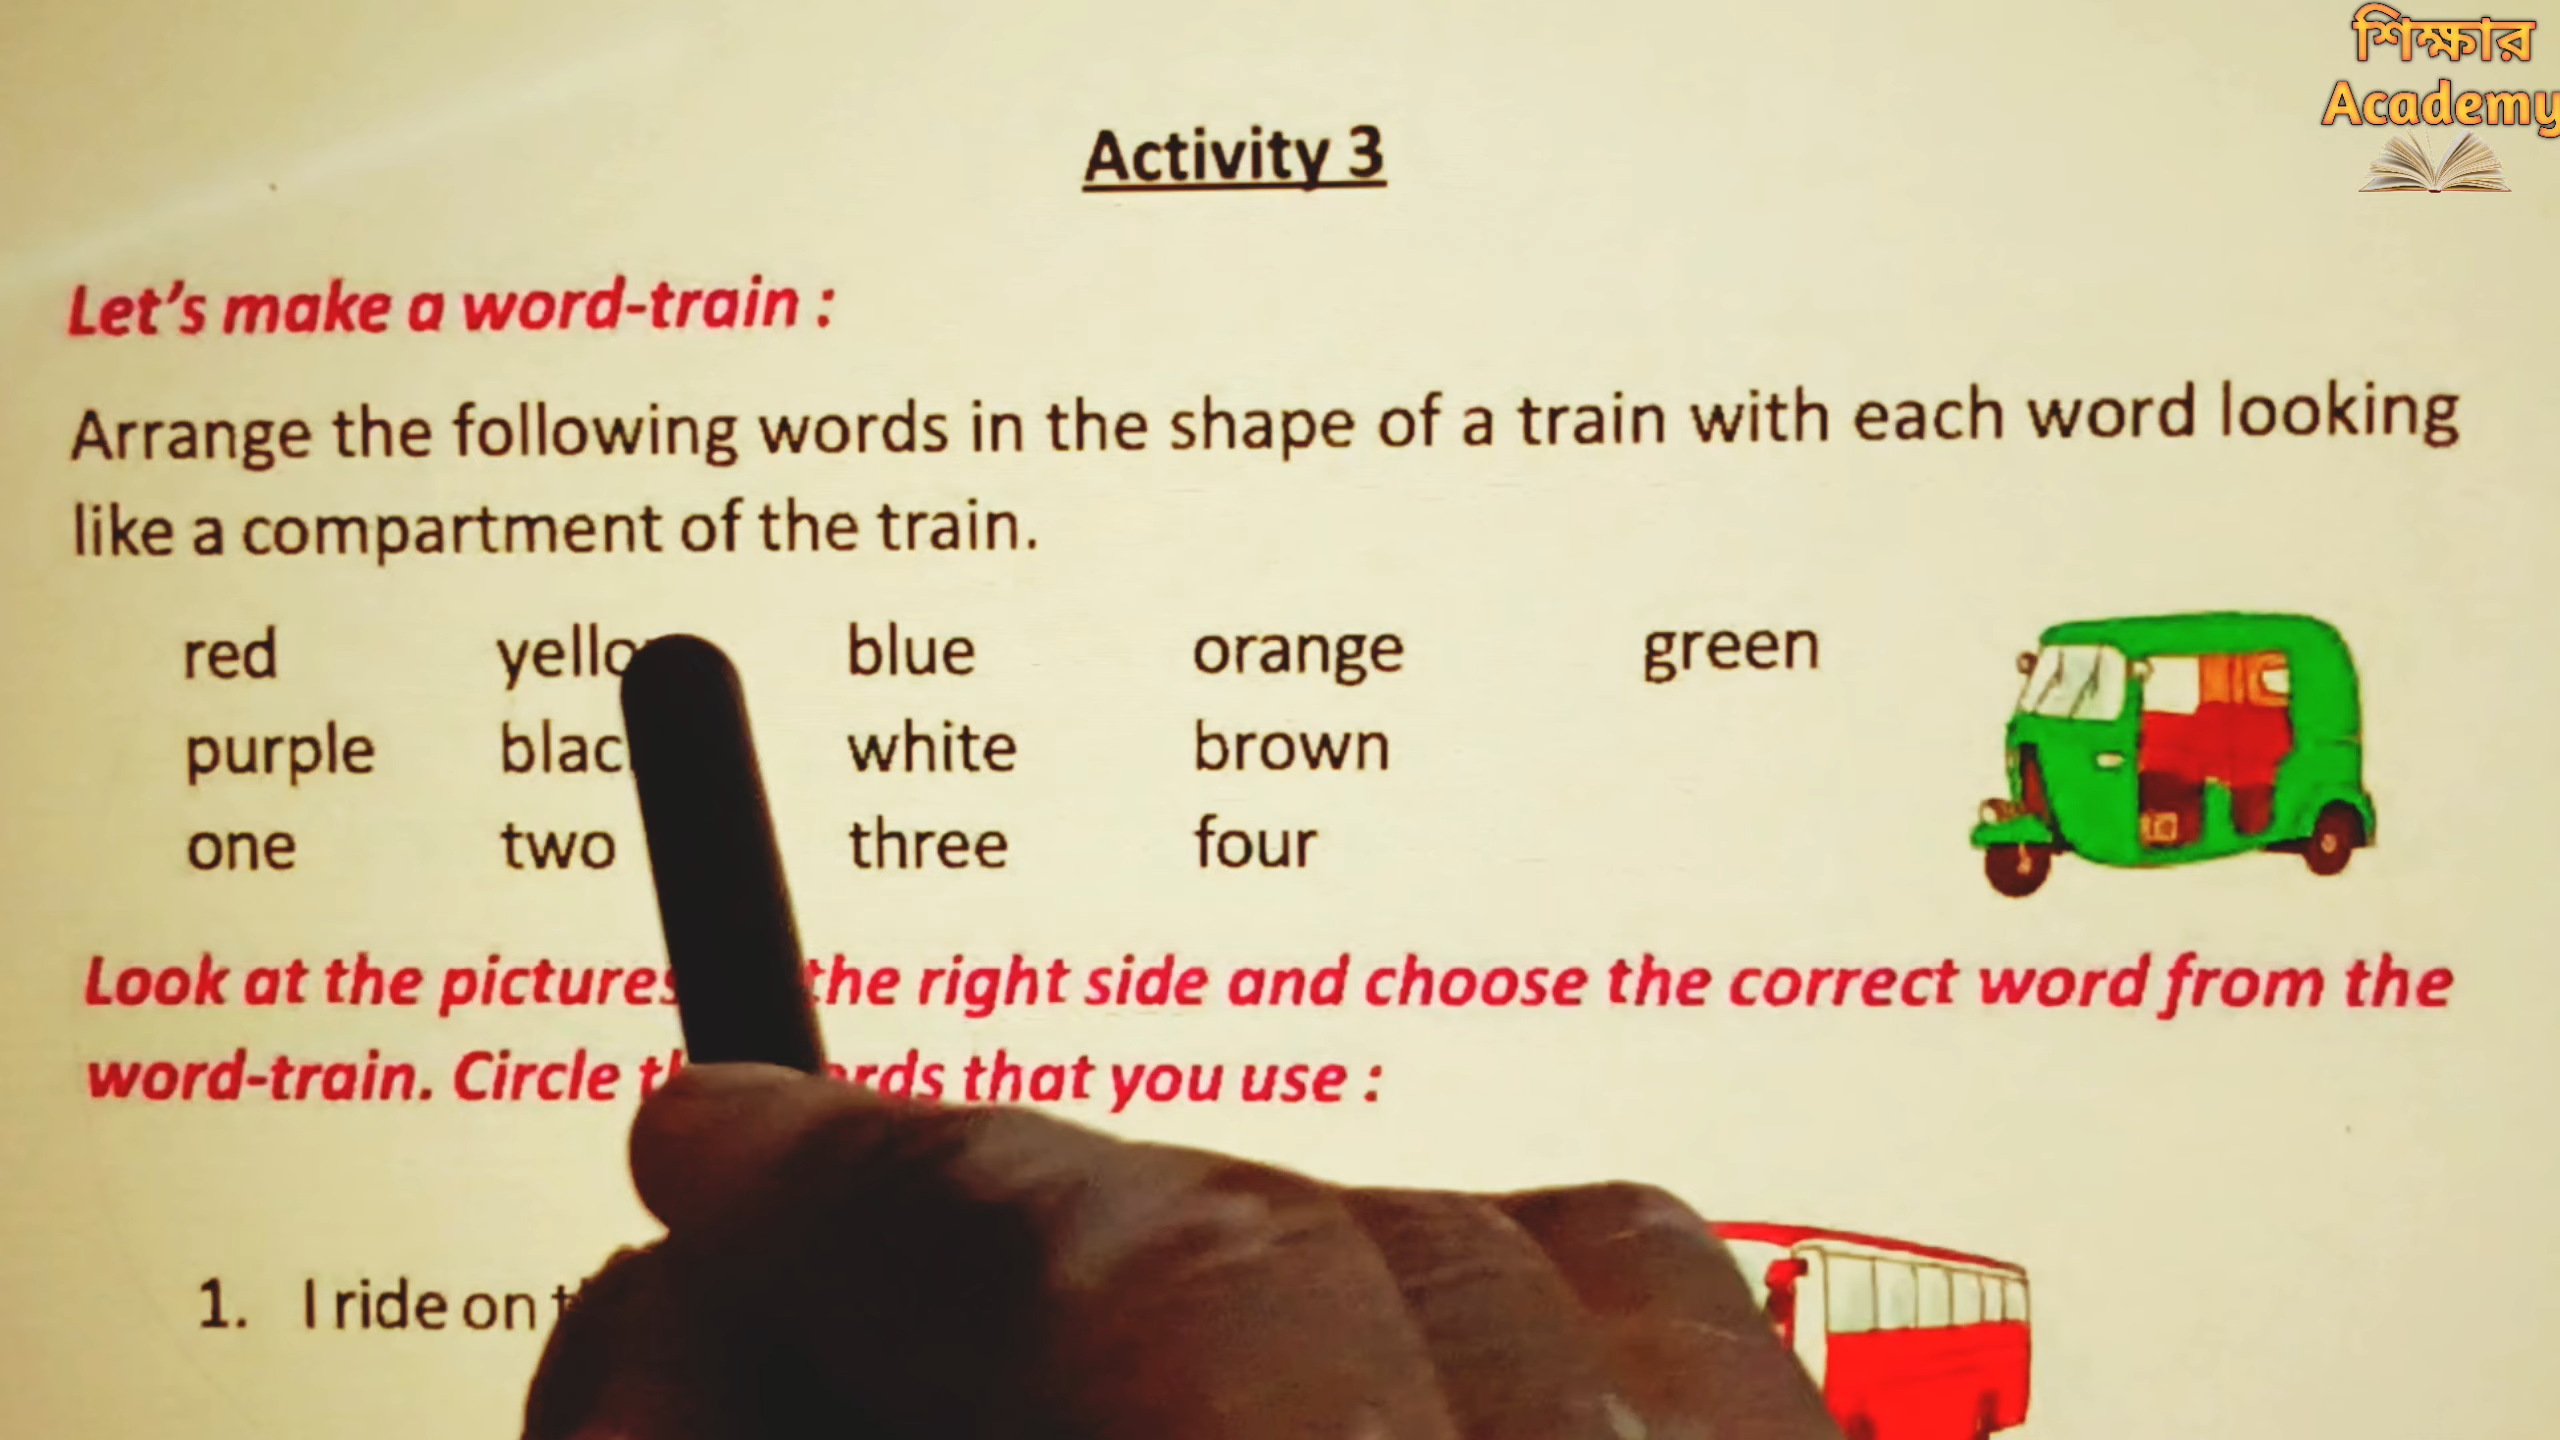 শিক্ষার
Academy
Activity 3
Let's make a word-train :
Arrange the following words in the shape of a train with each word looking
like a compartment of the train.
red blue orange green
purple white brown
one two three four
Look at the pictures the right side and choose the correct word from the
word-train. Circle that you use :
1. I ride on